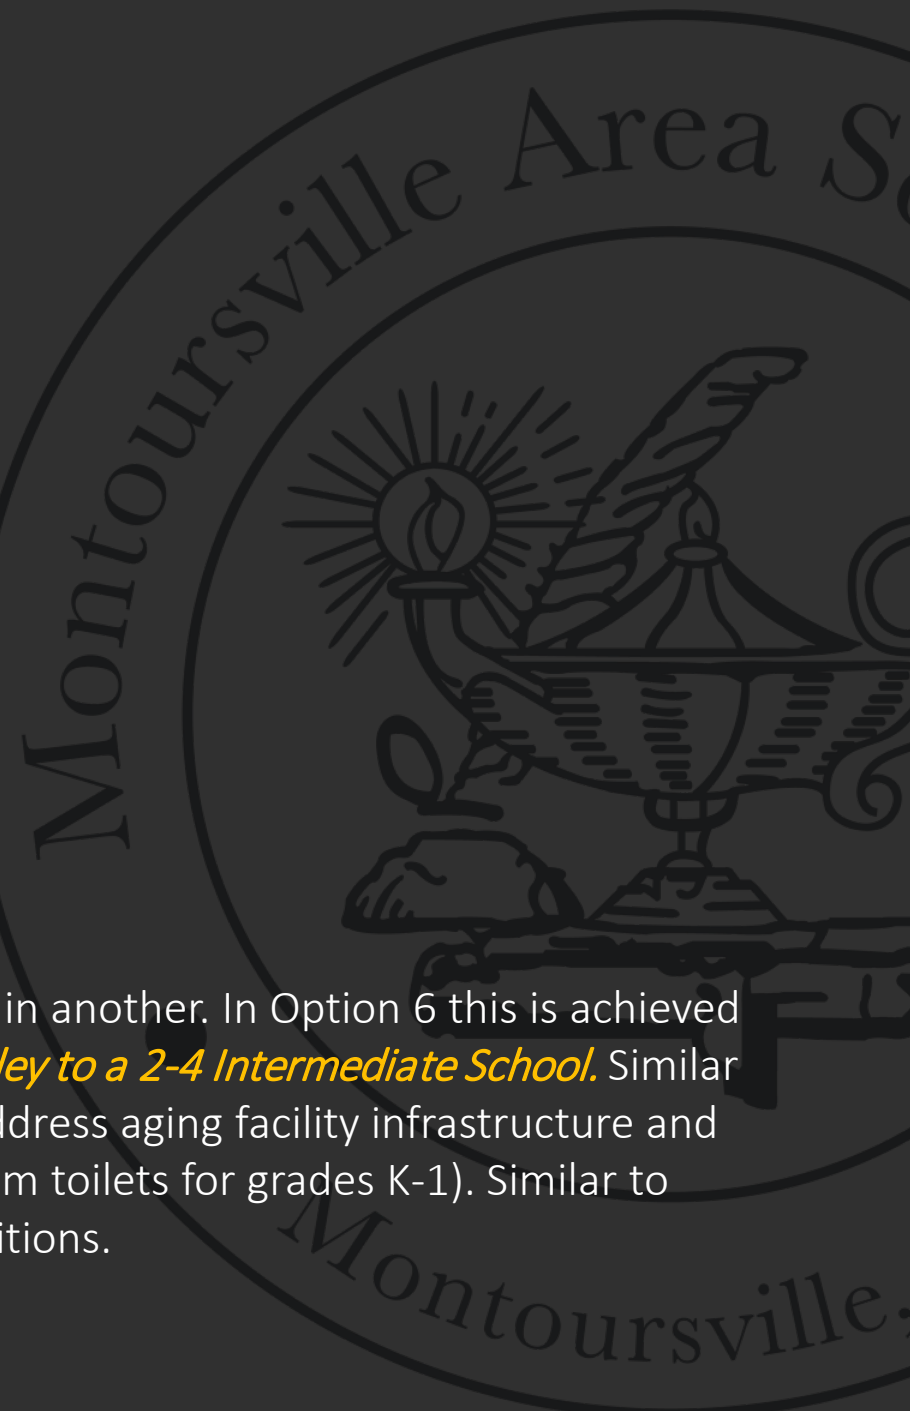 Montoursville Area
in another. In Option 6 this is achieved
ley to a 2-4 Intermediate School. Similar
ddress aging facility infrastructure and
m toilets for grades K-1). Similar to
itions.
Montoursville,